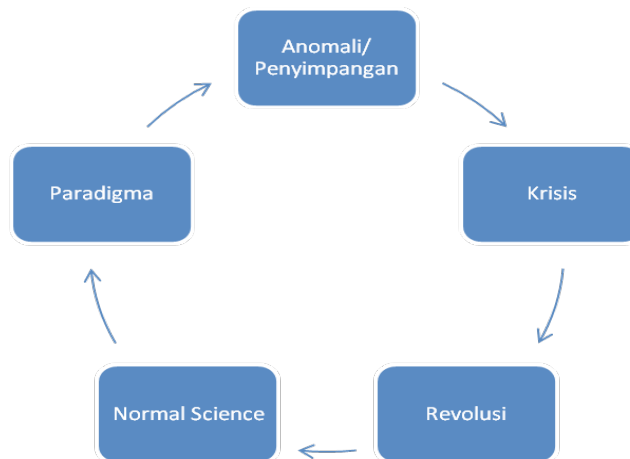 Anomali/
Penyimpangan
Paradigma
Krisis
Normal Science
Revolusi